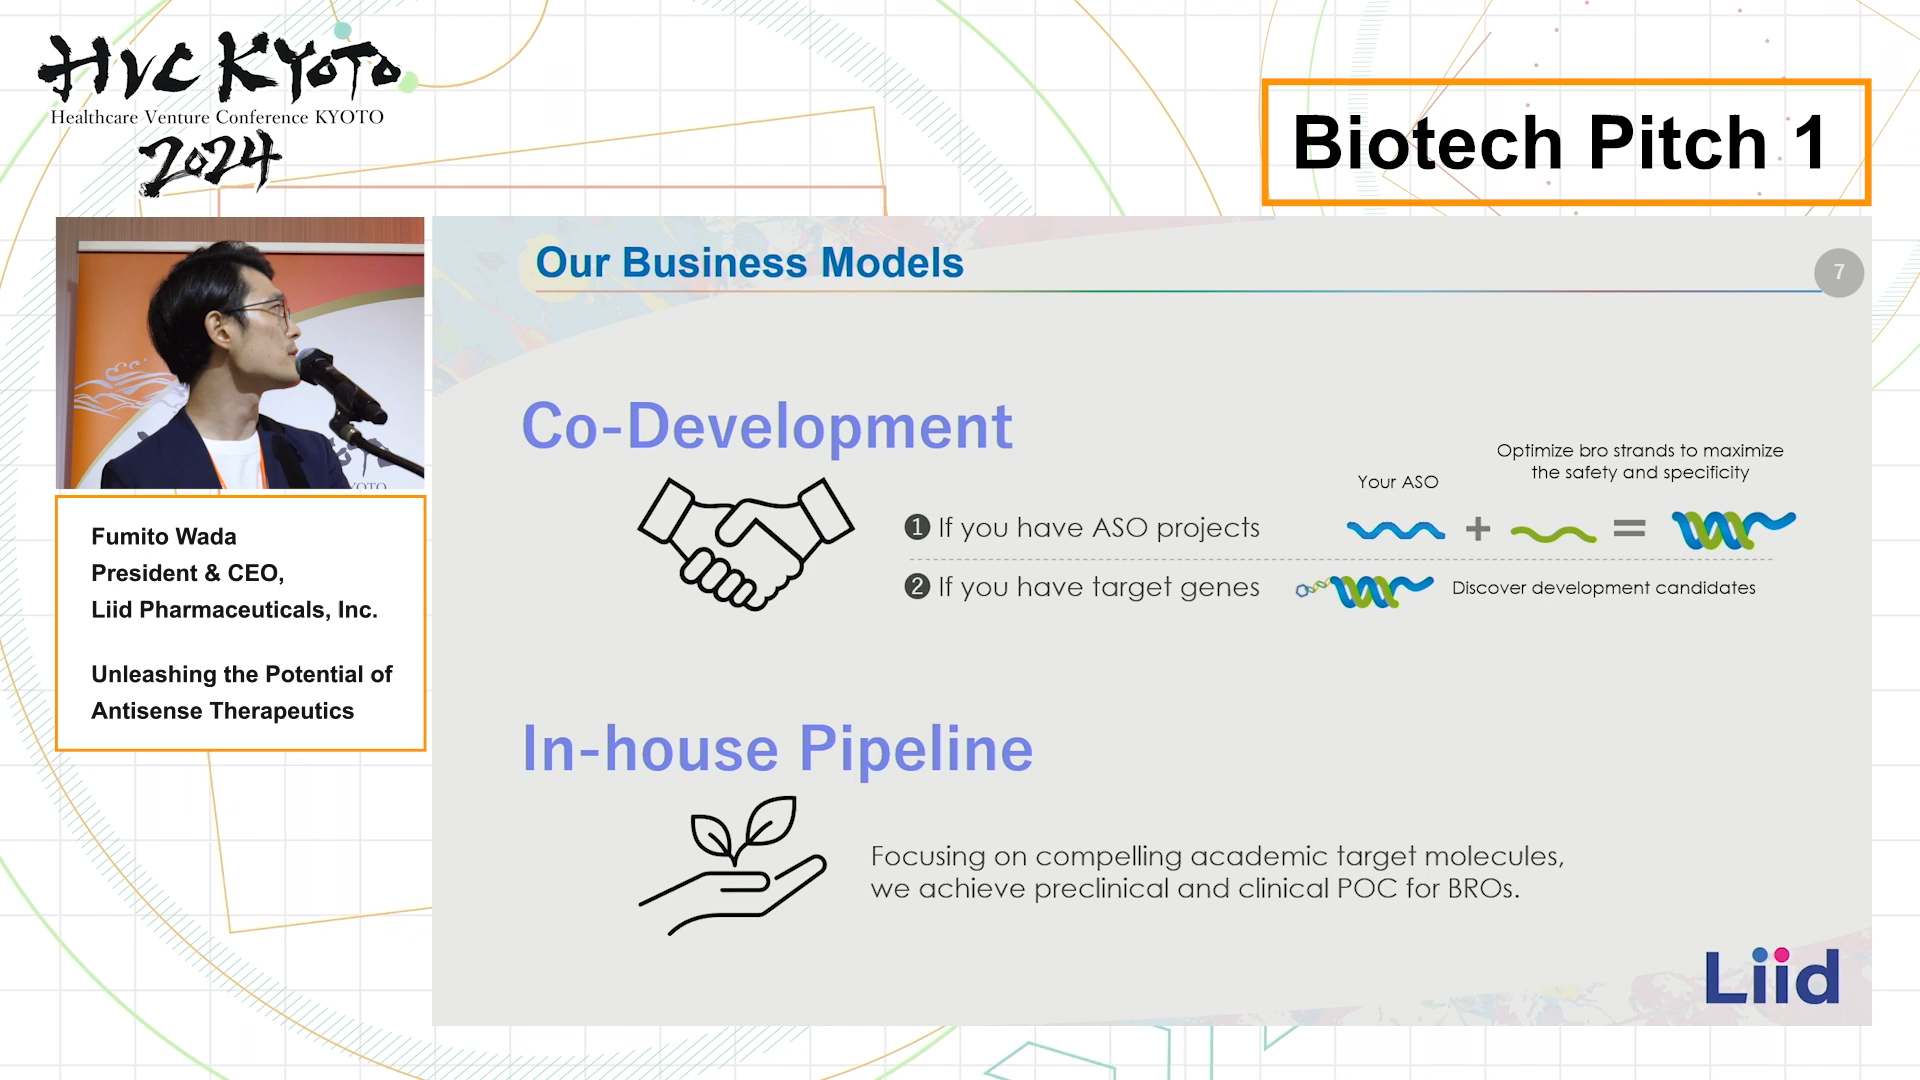 HVC KYOTO
Healthcare Venture Conference KYOTO
2024
Biotech Pitch 1
Fumito Wada
President & CEO,
Liid Pharmaceuticals, Inc.
Unleashing the Potential of
Antisense Therapeutics
Our Business Models
7
Co-Development
Your ASO
Optimize bro strands to maximize
the safety and specificity
1 If you have ASO projects
+ =
2 If you have target genes
Discover development candidates
In-house Pipeline
Focusing on compelling academic target molecules,
we achieve preclinical and clinical POC for BROs.
Liid